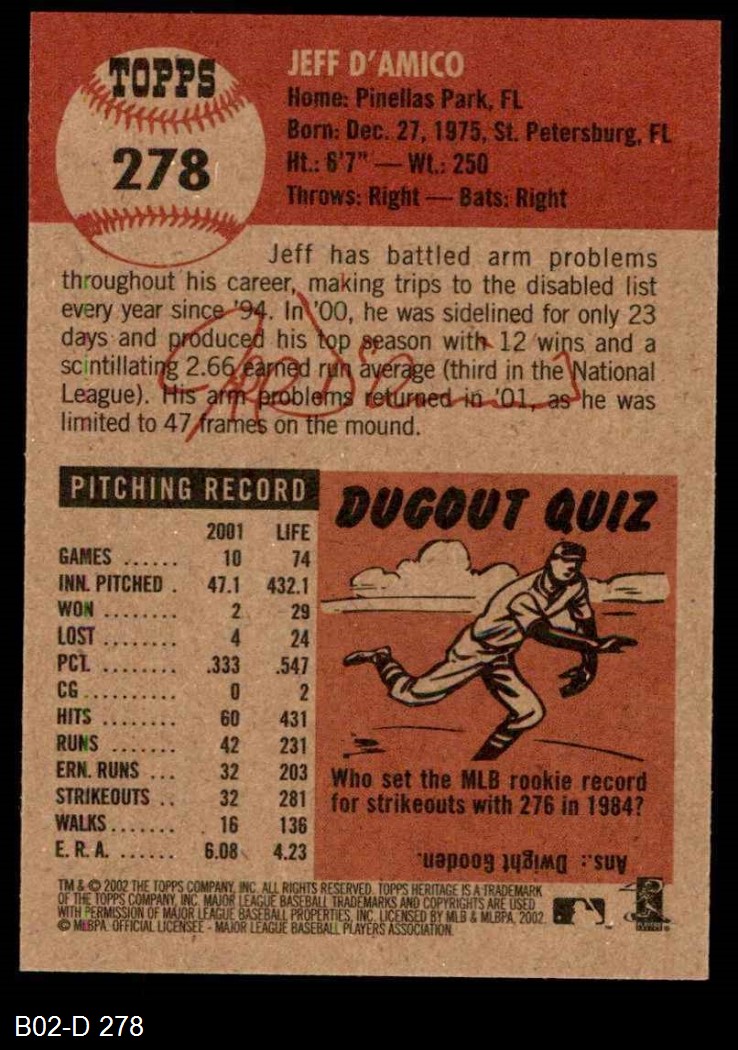 TOPPS
278
JEFF D'AMICO
Home: Pinellas Park, FL
Born: Dec. 27, 1975, St. Petersburg, FL
Ht.: 6'7" — Wt.: 250
Throws: Right — Bats: Right
Jeff has battled arm problems
throughout his career, making trips to the disabled list
every year since '94. In '00, he was sidelined for only 23
days and produced his top season with 12 wins and a
scintillating 2.66 earned run average (third in the National
League). His arm problems returned in '01, as he was
limited to 47 frames on the mound.
PITCHING RECORD
2001 LIFE
GAMES ...... 10 74
INN. PITCHED . 47.1 432.1
WON ........ 2 29
LOST ........ 4 24
PCT. ........ .333 .547
CG .......... 0 2
HITS ........ 60 431
RUNS ....... 42 231
ERN. RUNS ... 32 203
STRIKEOUTS .. 32 281
WALKS ....... 16 136
E. R. A. ...... 6.08 4.23
DUGOUT QUIZ
Who set the MLB rookie record
for strikeouts with 276 in 1984?
Ans.: Dwight Gooden.
TM & © 2002 THE TOPPS COMPANY, INC. ALL RIGHTS RESERVED. TOPPS HERITAGE IS A TRADEMARK
OF THE TOPPS COMPANY, INC. MAJOR LEAGUE BASEBALL TRADEMARKS AND COPYRIGHTS ARE USED
WITH PERMISSION OF MAJOR LEAGUE BASEBALL PROPERTIES, INC. LICENSED BY MLB & MLBPA, 2002.
© MLBPA. OFFICIAL LICENSEE - MAJOR LEAGUE BASEBALL PLAYERS ASSOCIATION.
B02-D 278